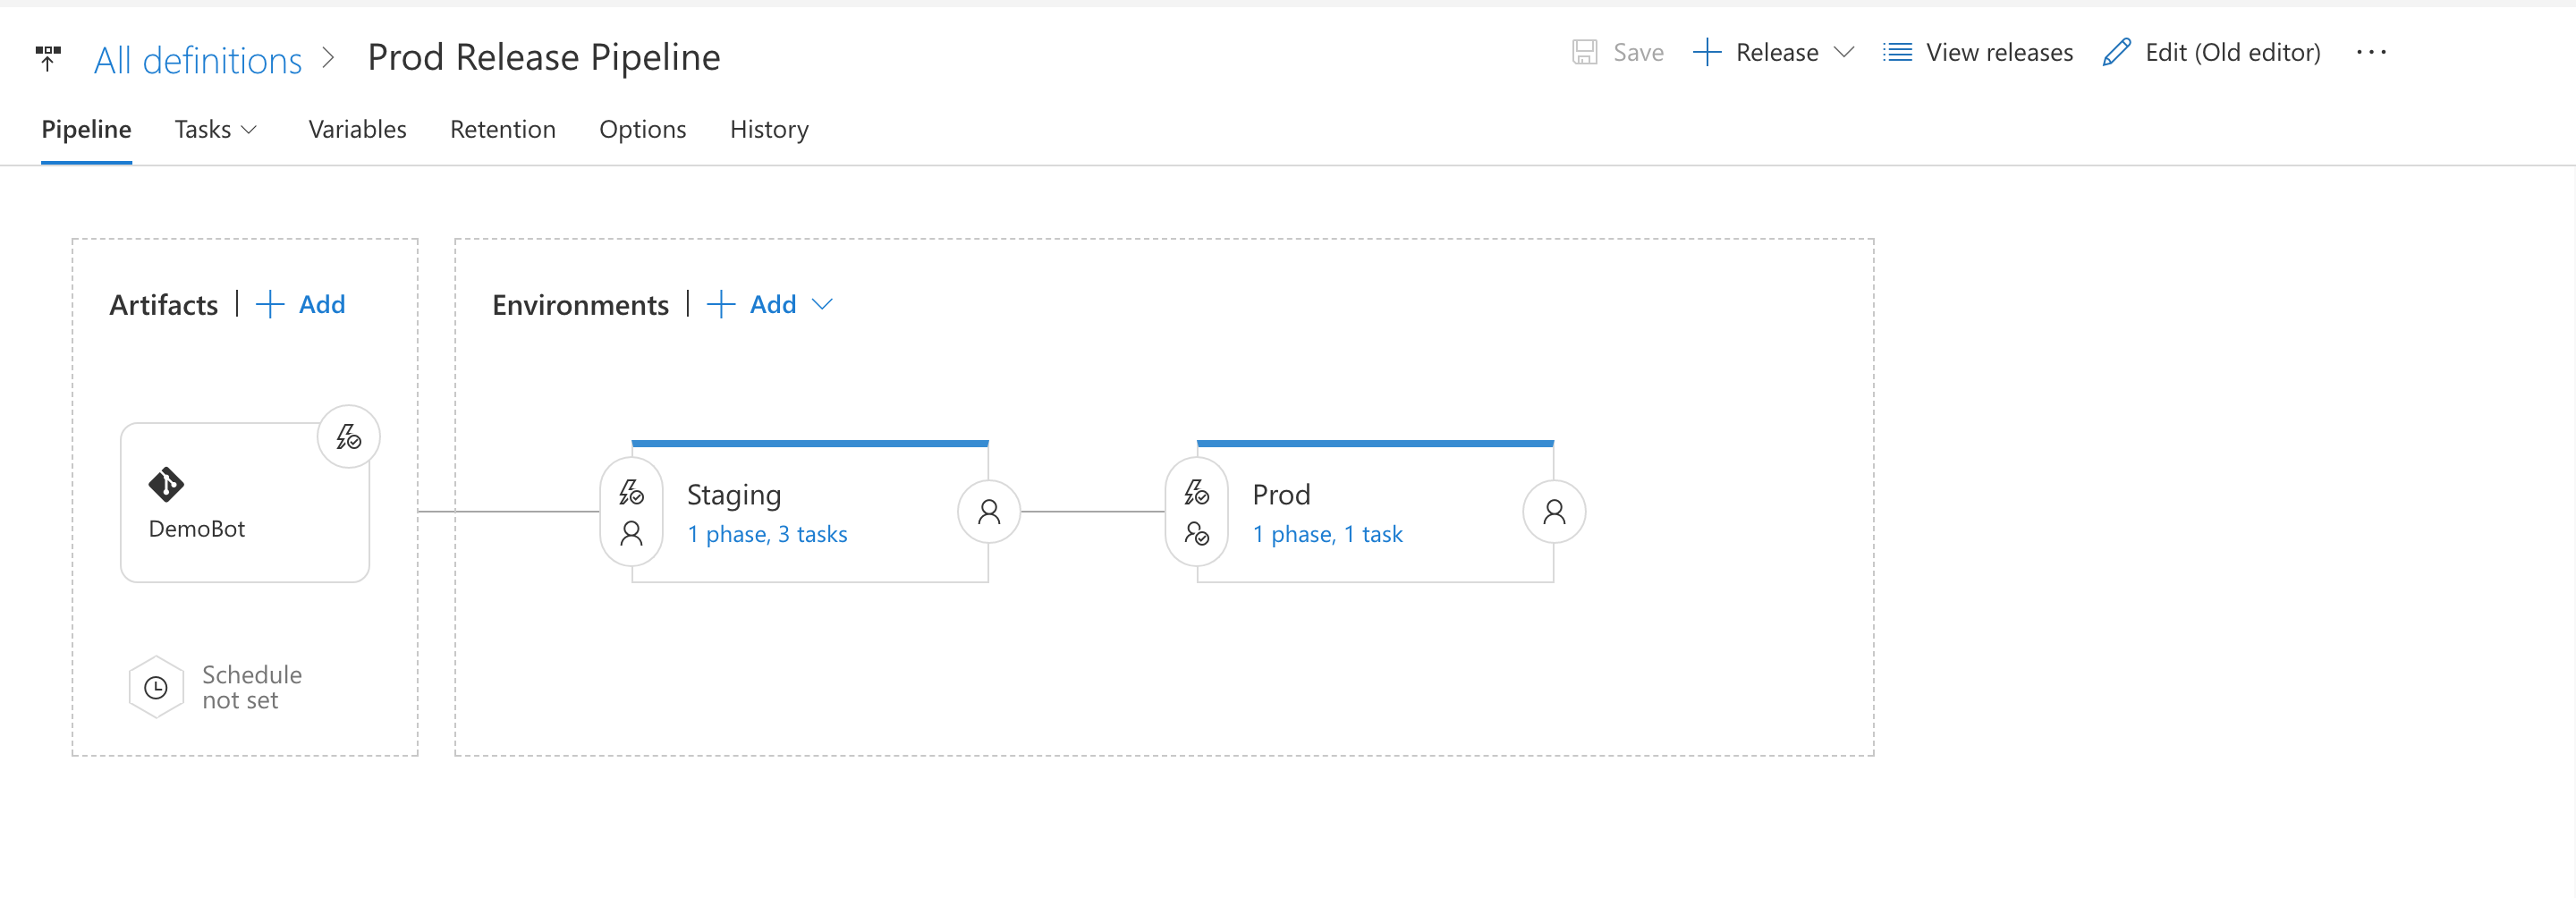 All definitions > Prod Release Pipeline
Save
Release
View releases
Edit (Old editor)
...
Pipeline
Tasks
Variables
Retention
Options
History
Artifacts | + Add
Environments | + Add
DemoBot
Schedule
not set
Staging
1 phase, 3 tasks
Prod
1 phase, 1 task